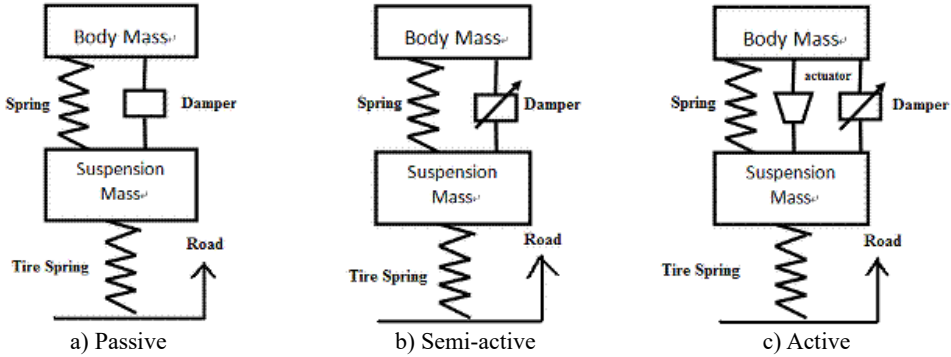 Body Mass
Spring
Damper
Suspension
Mass
Road
Tire Spring
a) Passive
Body Mass
Spring
Damper
Suspension
Mass
Road
Tire Spring
b) Semi-active
Body Mass
actuator
Spring
Damper
Suspension
Mass
Road
Tire Spring
c) Active